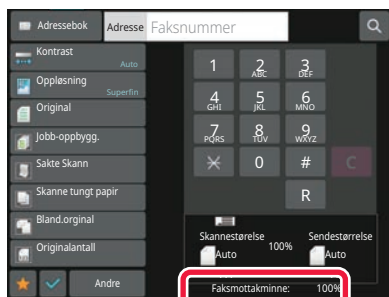 Adressebok Adresse Faksnummer
Kontrast
Auto
Oppløsning
Superfin
Original
Jobb-oppbygg.
Sakte Skann
Skanne tungt papir
Bland.orginal
Originalantall
Andre
1 2 3
ABC DEF
4 5 6
GHI JKL MNO
7 8 9
PQRS TUV WXYZ
0 # C
R
Skannestørelse Sendestørrelse
100%
Auto Auto
Faksmottakminne: 100%